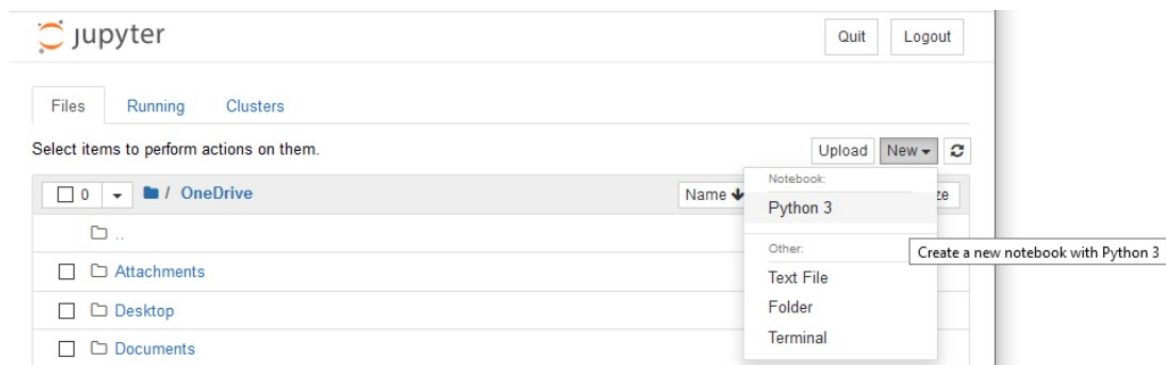 jupyter
Quit Logout
Files Running Clusters
Select items to perform actions on them.
Upload New
0 / OneDrive Name
Notebook:
Python 3
..
Other:
Create a new notebook with Python 3
Attachments
Text File
Desktop
Folder
Documents
Terminal